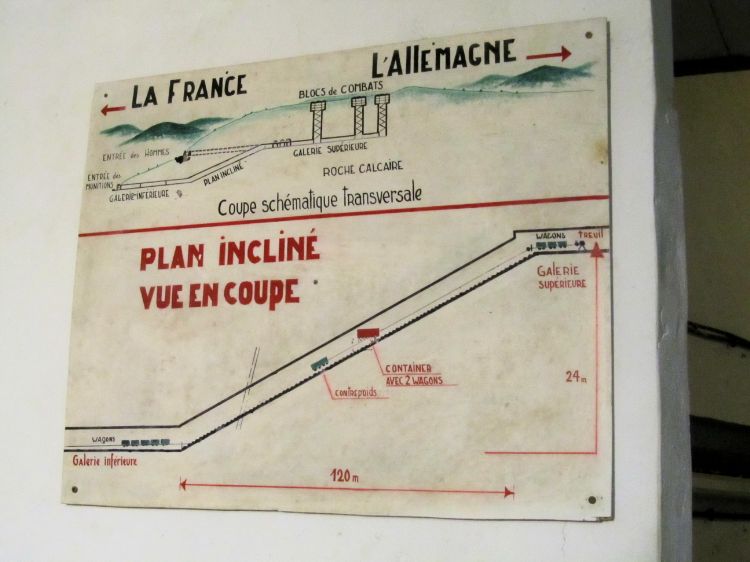 LA FRANCE
L'ALLEMAGNE
BLOCS de COMBATS
ENTRÉE des HOMMES
GALERIE SUPÉRIEURE
ENTRÉE des
MUNITIONS
PLAN INCLINÉ
ROCHE CALCAIRE
GALERIE INFÉRIEURE
Coupe schématique transversale
PLAN INCLINÉ
VUE EN COUPE
WAGONS
TREUIL
GALERIE
SUPÉRIEURE
CONTAINER
AVEC 2 WAGONS
CONTREPOIDS
24m
WAGONS
Galerie inférieure
120m